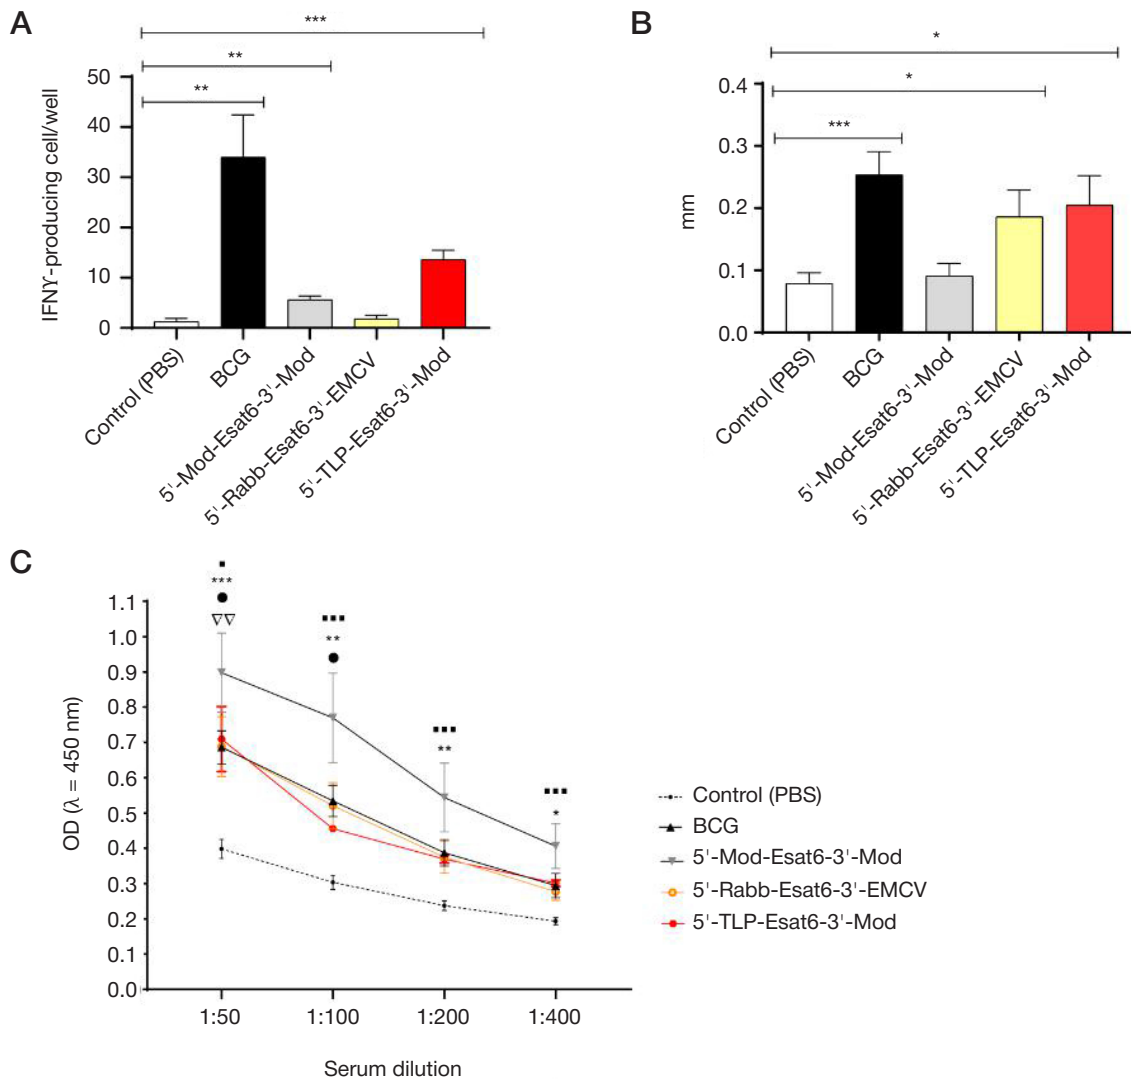 A
***
**
**
50
40
30
20
10
0
IFNY-producing cell/well
Control (PBS)
BCG
5'-Mod-Esat6-3'-Mod
5'-Rabb-Esat6-3'-EMCV
5'-TLP-Esat6-3'-Mod
B
*
*
***
0.4
0.3
0.2
0.1
0.0
mm
Control (PBS)
BCG
5'-Mod-Esat6-3'-Mod
5'-Rabb-Esat6-3'-EMCV
5'-TLP-Esat6-3'-Mod
C
▪
***
●
▽▽
▪▪▪
**
●
▪▪▪
**
▪▪▪
*
1.1
1.0
0.9
0.8
0.7
0.6
0.5
0.4
0.3
0.2
0.1
0.0
OD (λ = 450 nm)
1:50 1:100 1:200 1:400
Serum dilution
Control (PBS)
BCG
5'-Mod-Esat6-3'-Mod
5'-Rabb-Esat6-3'-EMCV
5'-TLP-Esat6-3'-Mod